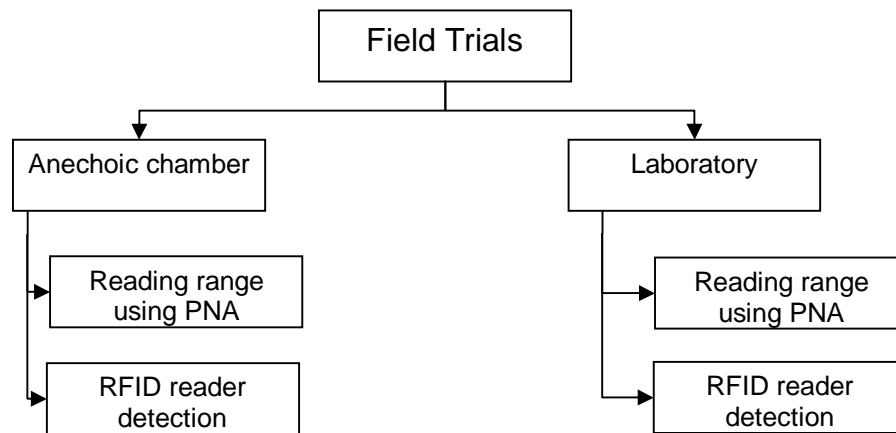 Field Trials
Anechoic chamber
Laboratory
Reading range
using PNA
RFID reader
detection
Reading range
using PNA
RFID reader
detection